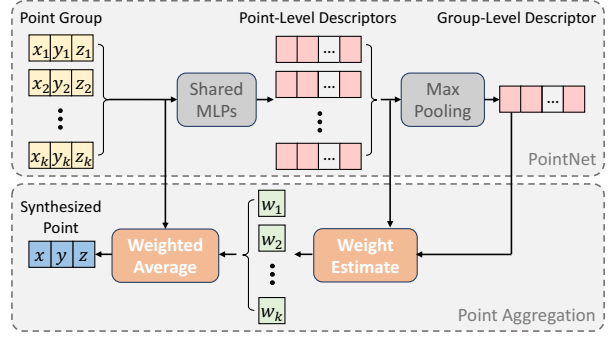 Point Group
Point-Level Descriptors
Group-Level Descriptor
x₁ y₁ z₁
x₂ y₂ z₂
⋮
xₖ yₖ zₖ
Shared
MLPs
...
...
⋮
...
Max
Pooling
...
PointNet
Synthesized
Point
x y z
Weighted
Average
w₁
w₂
⋮
wₖ
Weight
Estimate
Point Aggregation